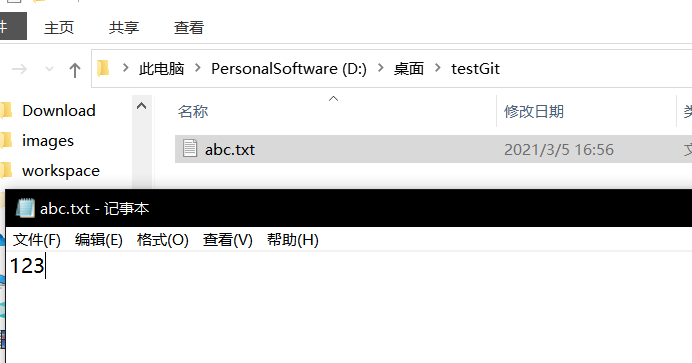 件 主页 共享 查看
此电脑 PersonalSoftware (D:) 桌面 testGit
Download
images
workspace
名称 修改日期
abc.txt 2021/3/5 16:56
abc.txt - 记事本
文件(F) 编辑(E) 格式(O) 查看(V) 帮助(H)
123